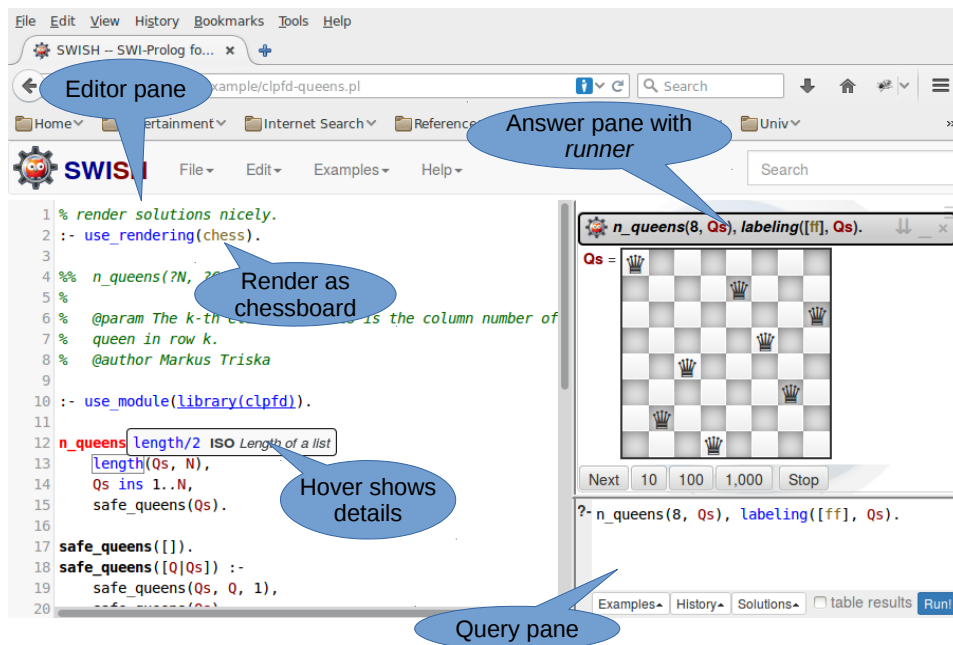 File Edit View History Bookmarks Tools Help
SWISH -- SWI-Prolog fo... ×
Editor pane
ample/clpfd-queens.pl
Search
Home
ertainment
Internet Search
Reference
Univ
»
Answer pane with
runner
SWISH File Edit Examples Help Search
1 % render solutions nicely.
2 :- use_rendering(chess).
3
4 %% n_queens(?N, ?
5 %
6 % @param The k-th is the column number of
7 % queen in row k.
8 % @author Markus Triska
9
10 :- use_module(library(clpfd)).
11
12 n_queens length/2 ISO Length of a list
13 length(Qs, N),
14 Qs ins 1..N,
15 safe_queens(Qs).
16
17 safe_queens([]).
18 safe_queens([Q|Qs]) :-
19 safe_queens(Qs, Q, 1),
20 safe_queens(Qs)
Render as
chessboard
Hover shows
details
n_queens(8, Qs), labeling([ff], Qs).
Qs =
Next 10 100 1,000 Stop
?- n_queens(8, Qs), labeling([ff], Qs).
Examples History Solutions table results Run!
Query pane